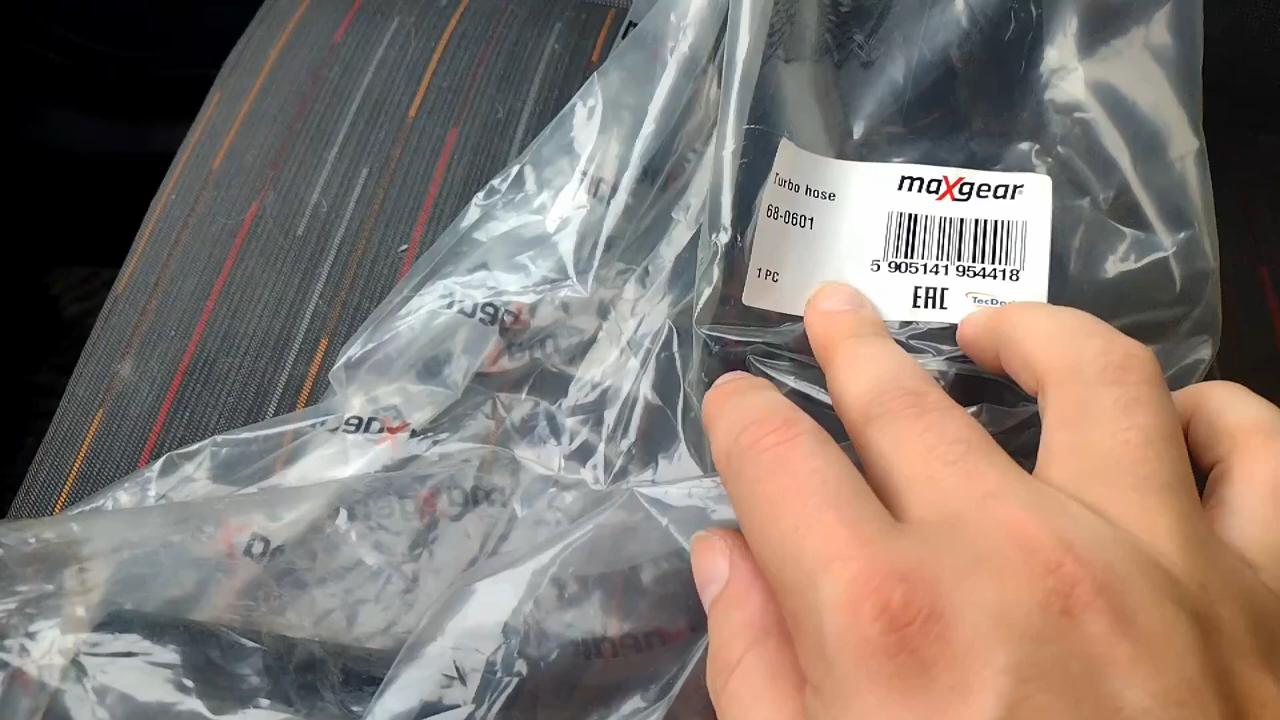 maxgear
Turbo hose
68-0601
5 905141 954418
1 PC
EAC